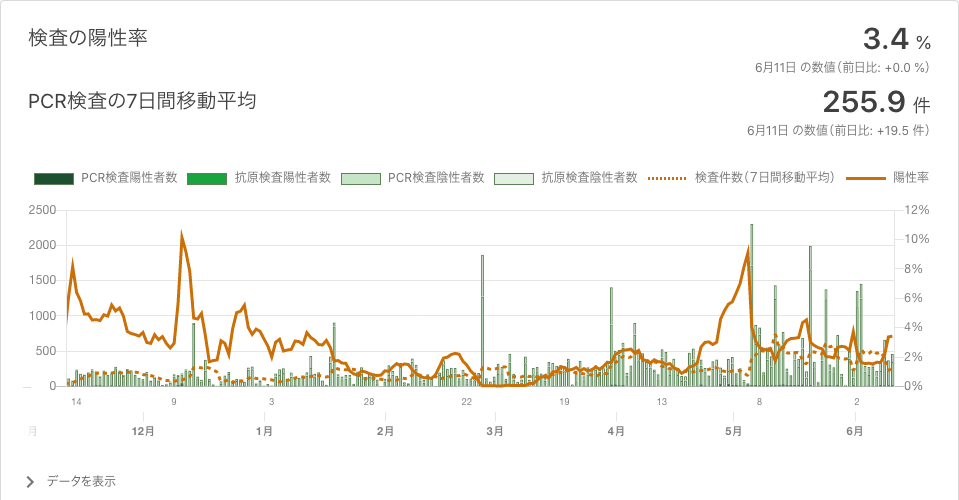 検査の陽性率
3.4 %
6月11日 の数値（前日比: +0.0 %）
PCR検査の7日間移動平均
255.9 件
6月11日 の数値（前日比: +19.5 件）
PCR検査陽性者数 抗原検査陽性者数 PCR検査陰性者数 抗原検査陰性者数 検査件数（7日間移動平均） 陽性率
2500 12%
2000 10%
8%
1500
6%
1000
4%
500 2%
0 0%
14 9 3 28 22 19 13 8 2
月 12月 1月 2月 3月 4月 5月 6月
データを表示